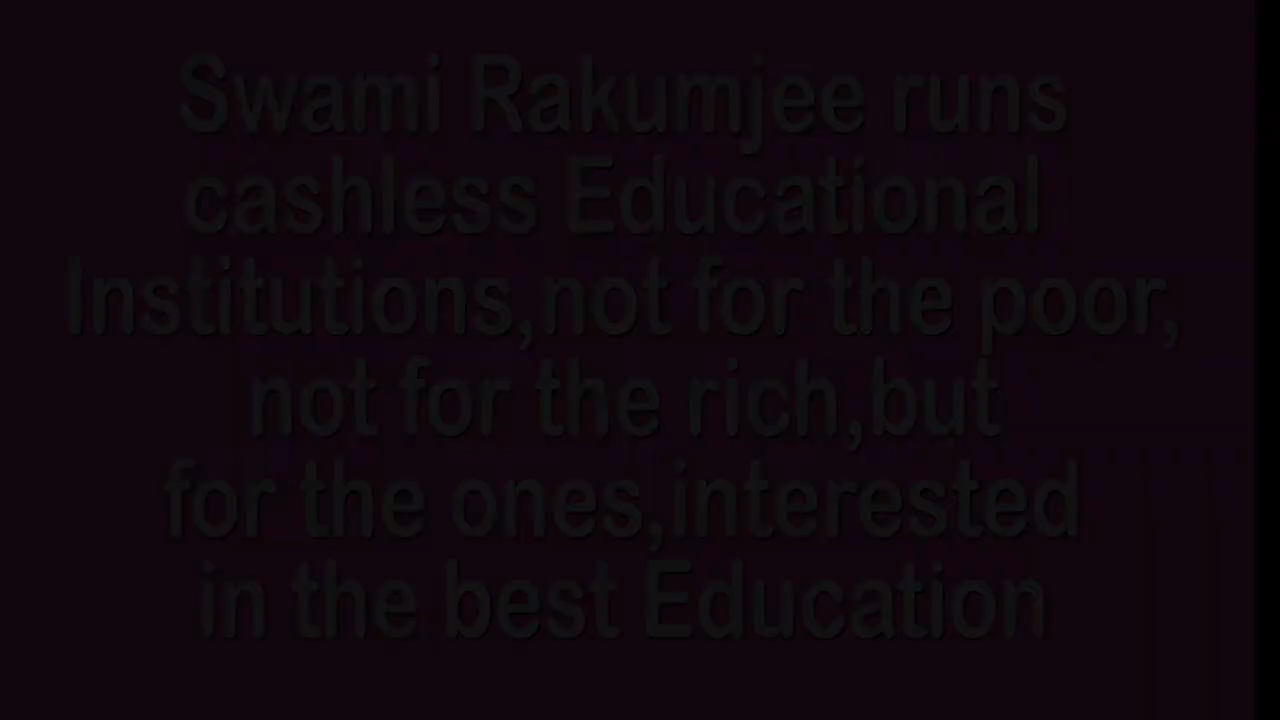 Swami Rakumjee runs
cashless Educational
Institutions,not for the poor,
not for the rich,but
for the ones,interested
in the best Education